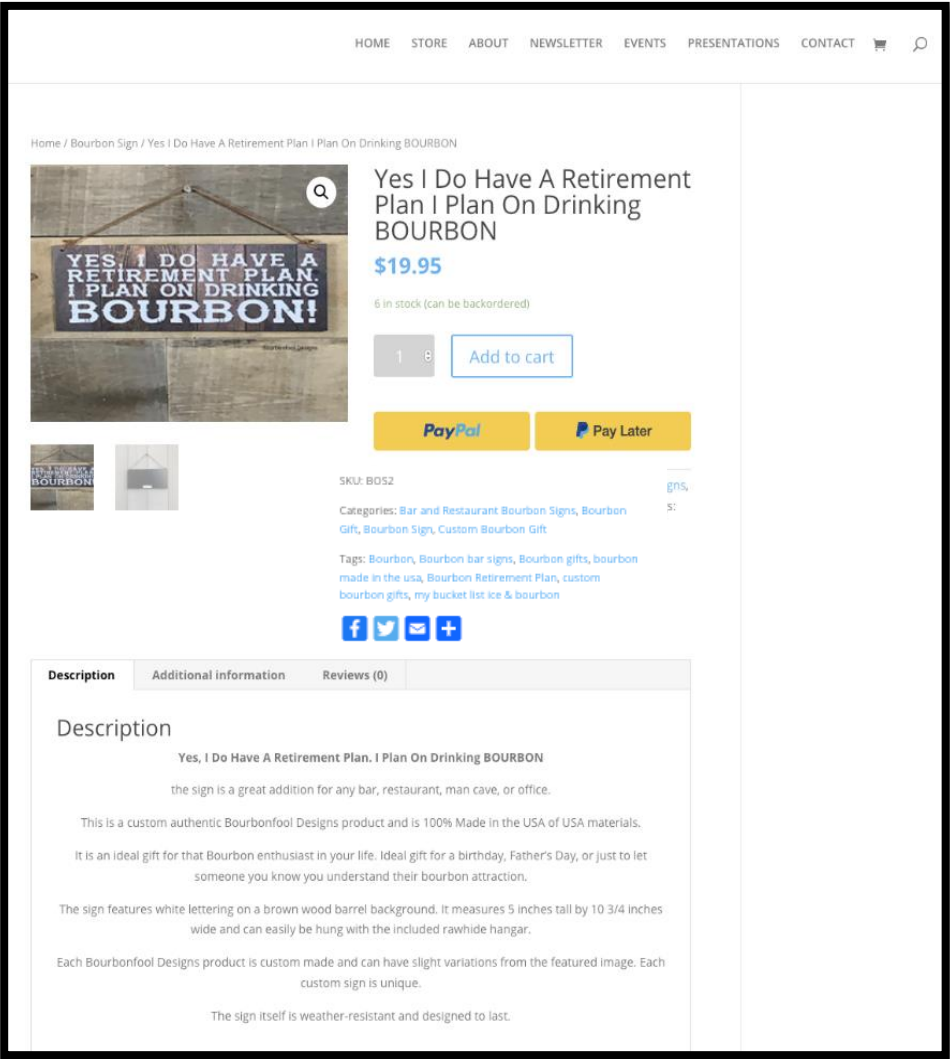 HOME STORE ABOUT NEWSLETTER EVENTS PRESENTATIONS CONTACT
Home / Bourbon Sign / Yes I Do Have A Retirement Plan I Plan On Drinking BOURBON
YES, I DO HAVE A
RETIREMENT PLAN.
I PLAN ON DRINKING
BOURBON!
Bourbonfool Designs
Yes I Do Have A Retirement
Plan I Plan On Drinking
BOURBON
$19.95
6 in stock (can be backordered)
1
Add to cart
PayPal
Pay Later
SKU: BOS2
gns,
s:
Categories: Bar and Restaurant Bourbon Signs, Bourbon
Gift, Bourbon Sign, Custom Bourbon Gift
Tags: Bourbon, Bourbon bar signs, Bourbon gifts, bourbon
made in the usa, Bourbon Retirement Plan, custom
bourbon gifts, my bucket list ice & bourbon
Description Additional information Reviews (0)
Description
Yes, I Do Have A Retirement Plan. I Plan On Drinking BOURBON
the sign is a great addition for any bar, restaurant, man cave, or office.
This is a custom authentic Bourbonfool Designs product and is 100% Made in the USA of USA materials.
It is an ideal gift for that Bourbon enthusiast in your life. Ideal gift for a birthday, Father's Day, or just to let
someone you know you understand their bourbon attraction.
The sign features white lettering on a brown wood barrel background. It measures 5 inches tall by 10 3/4 inches
wide and can easily be hung with the included rawhide hangar.
Each Bourbonfool Designs product is custom made and can have slight variations from the featured image. Each
custom sign is unique.
The sign itself is weather-resistant and designed to last.